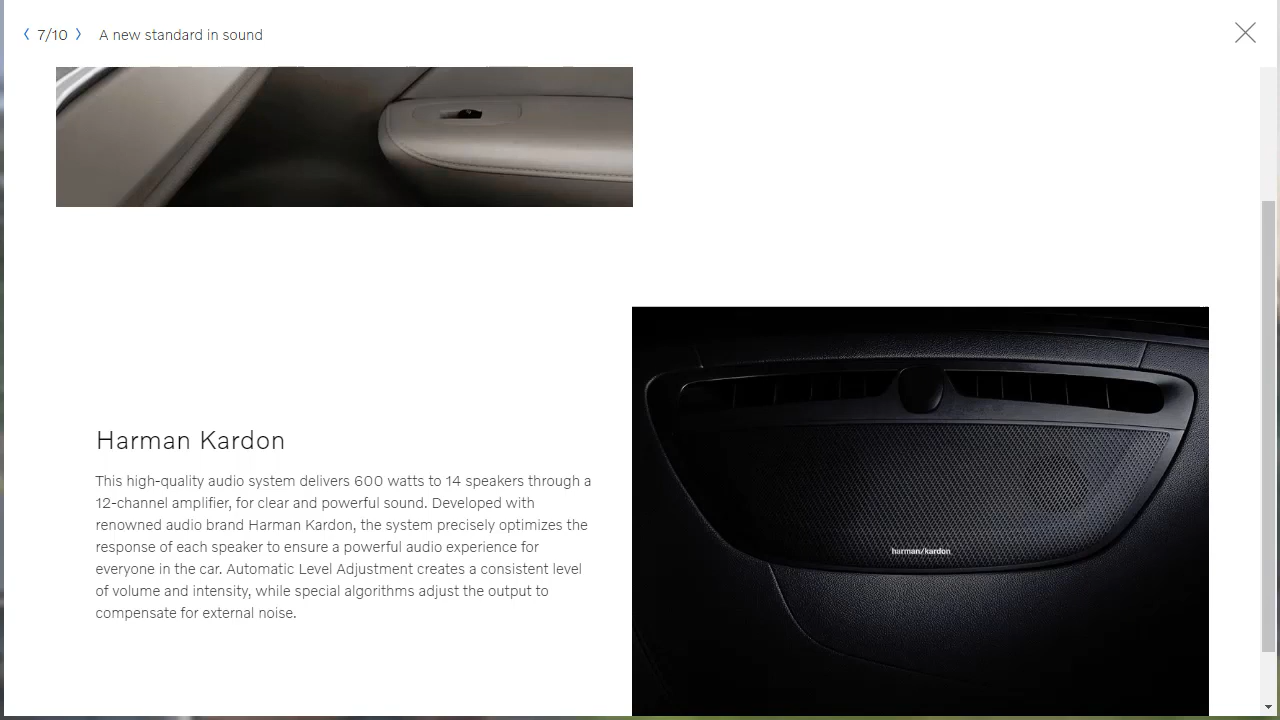 7/10 A new standard in sound
Harman Kardon
This high-quality audio system delivers 600 watts to 14 speakers through a
12-channel amplifier, for clear and powerful sound. Developed with
renowned audio brand Harman Kardon, the system precisely optimizes the
response of each speaker to ensure a powerful audio experience for
everyone in the car. Automatic Level Adjustment creates a consistent level
of volume and intensity, while special algorithms adjust the output to
compensate for external noise.
harman/kardon